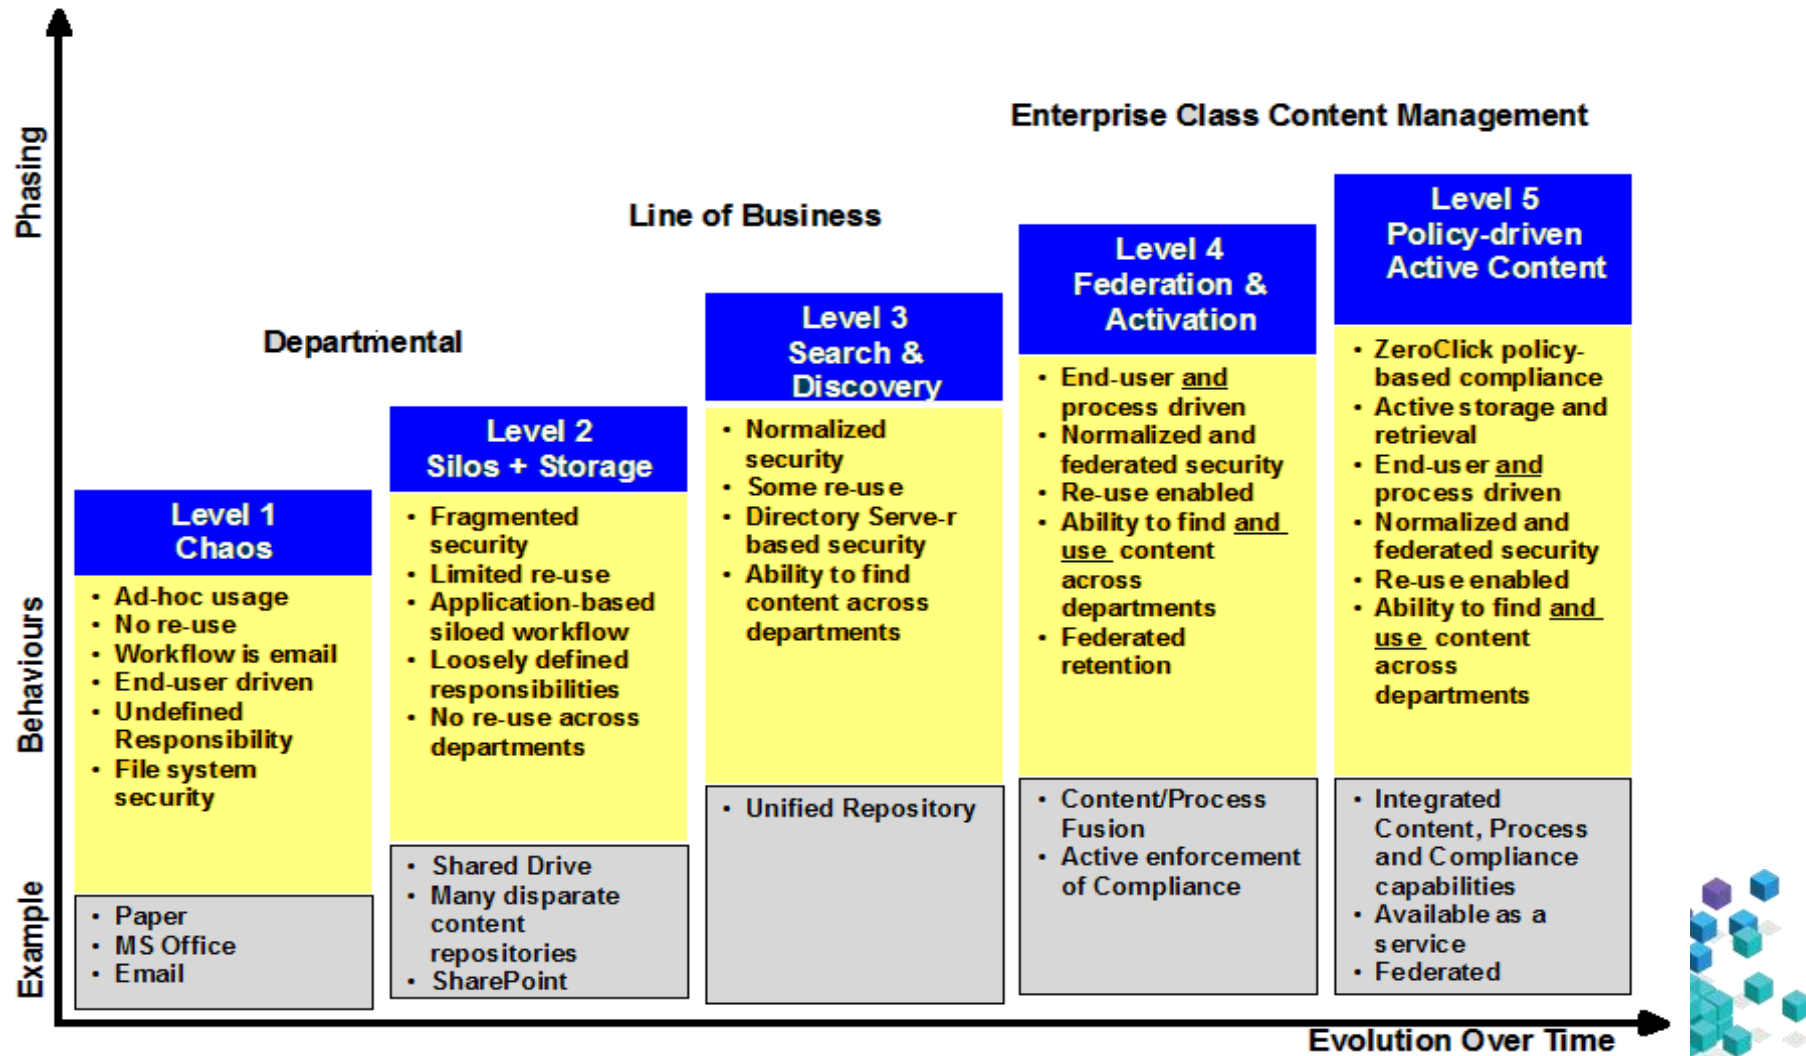 Phasing
Behaviours
Example
Enterprise Class Content Management
Line of Business
Departmental
Level 1
Chaos
• Ad-hoc usage
• No re-use
• Workflow is email
• End-user driven
• Undefined
Responsibility
• File system
security
• Paper
• MS Office
• Email
Level 2
Silos + Storage
• Fragmented
security
• Limited re-use
• Application-based
siloed workflow
• Loosely defined
responsibilities
• No re-use across
departments
• Shared Drive
• Many disparate
content
repositories
• SharePoint
Level 3
Search &
Discovery
• Normalized
security
• Some re-use
• Directory Serve-r
based security
• Ability to find
content across
departments
• Unified Repository
Level 4
Federation &
Activation
• End-user and
process driven
• Normalized and
federated security
• Re-use enabled
• Ability to find and
use content
across
departments
• Federated
retention
• Content/Process
Fusion
• Active enforcement
of Compliance
Level 5
Policy-driven
Active Content
• ZeroClick policy-
based compliance
• Active storage and
retrieval
• End-user and
process driven
• Normalized and
federated security
• Re-use enabled
• Ability to find and
use content
across
departments
• Integrated
Content, Process
and Compliance
capabilities
• Available as a
service
• Federated
Evolution Over Time